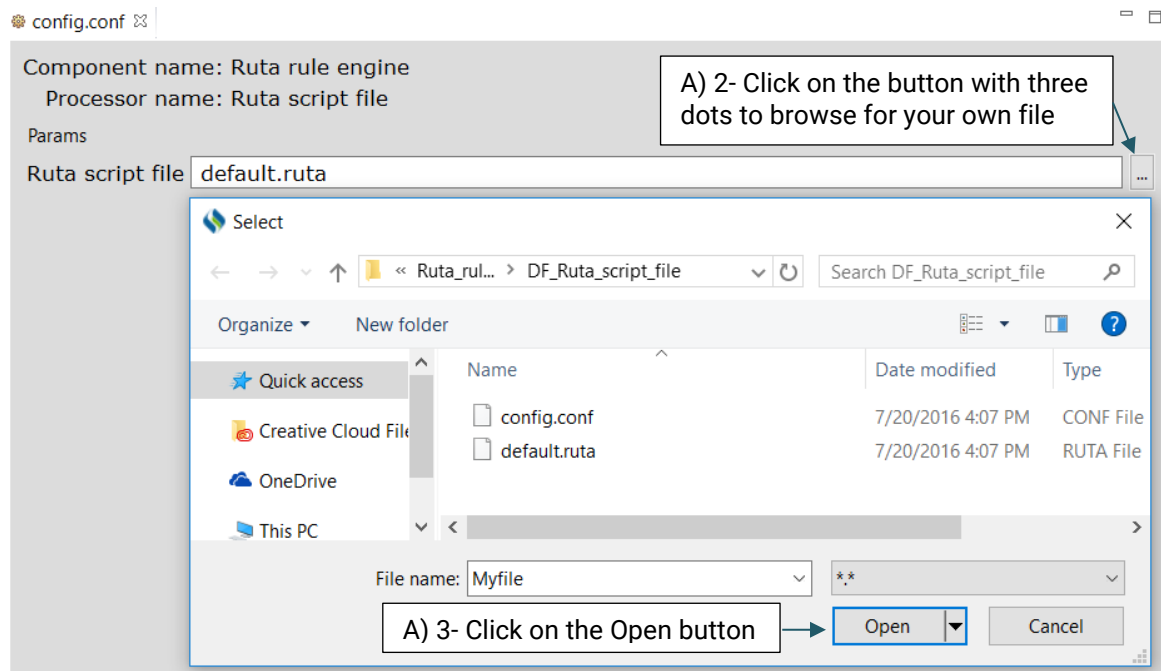 config.conf
Component name: Ruta rule engine
Processor name: Ruta script file
A) 2- Click on the button with three
dots to browse for your own file
Params
Ruta script file default.ruta ...
Select
« Ruta_rul... > DF_Ruta_script_file
Search DF_Ruta_script_file
Organize New folder
?
Name Date modified Type
Quick access
config.conf 7/20/2016 4:07 PM CONF File
Creative Cloud File
default.ruta 7/20/2016 4:07 PM RUTA File
OneDrive
This PC
File name: Myfile *.*
A) 3- Click on the Open button
Open Cancel